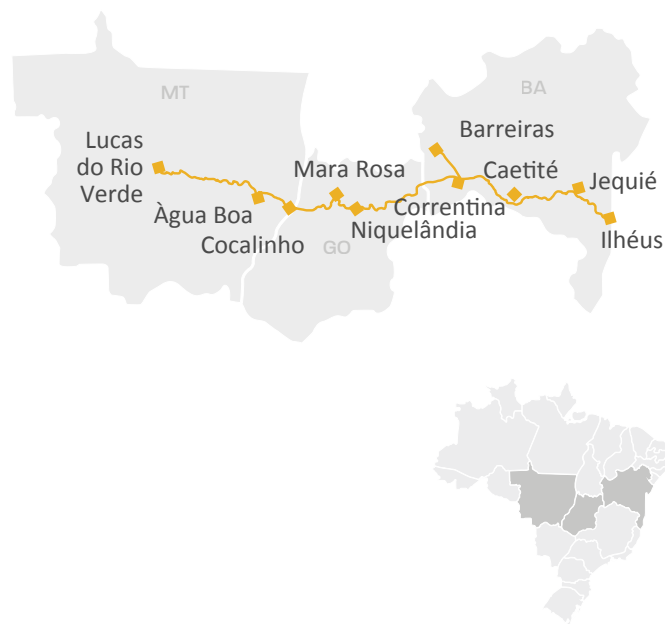 MT
BA
Lucas
do Rio
Verde
Àgua Boa
Cocalinho
Mara Rosa
Niquelândia
GO
Barreiras
Correntina
Caetité
Jequié
Ilhéus